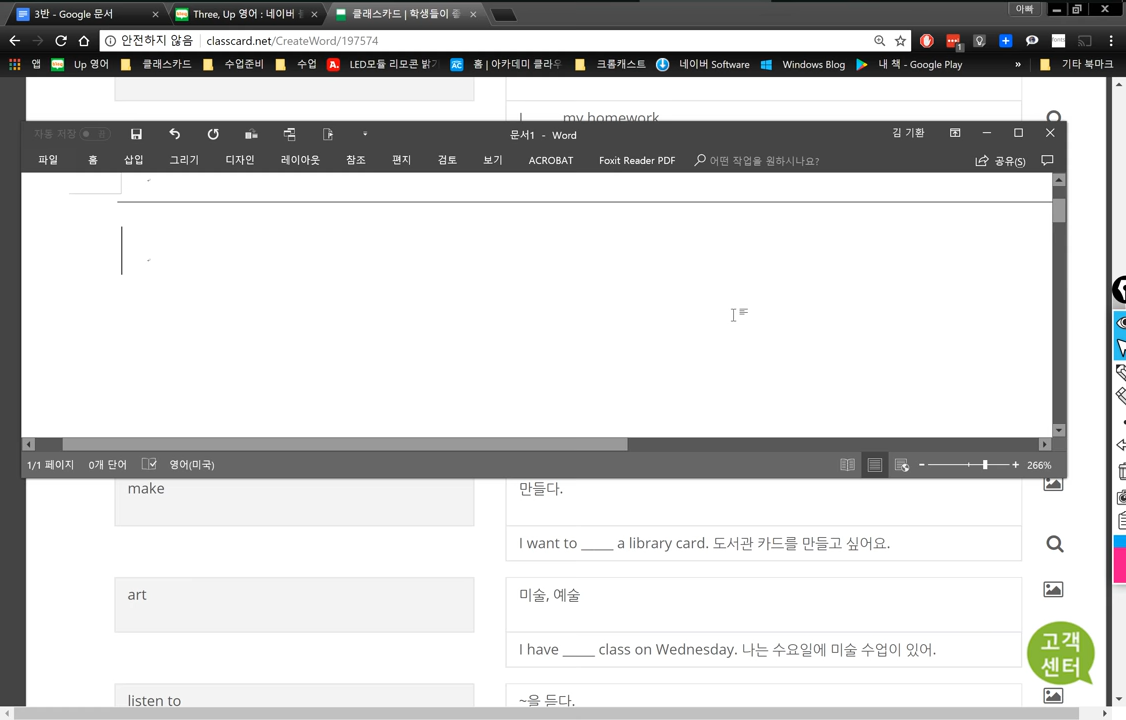 3반 - Google 문서
Three, Up 영어 : 네이버
클래스카드 | 학생들이 좋
아빠
안전하지 않음 classcard.net/CreateWord/197574
앱 Up 영어 클래스카드 수업준비 수업 LED모듈 리모콘 밝기 홈 | 아카데미 클라우 크롬캐스트 네이버 Software Windows Blog 내 책 - Google Play » 기타 북마크
I my homework
자동 저장
문서1 - Word
김 기환
파일 홈 삽입 그리기 디자인 레이아웃 참조 편지 검토 보기 ACROBAT Foxit Reader PDF 어떤 작업을 원하시나요? 공유(S)
1/1 페이지 0개 단어 영어(미국) 266%
make
만들다.
I want to _____ a library card. 도서관 카드를 만들고 싶어요.
art
미술, 예술
I have _____ class on Wednesday. 나는 수요일에 미술 수업이 있어.
고객
센터
listen to
~을 듣다.